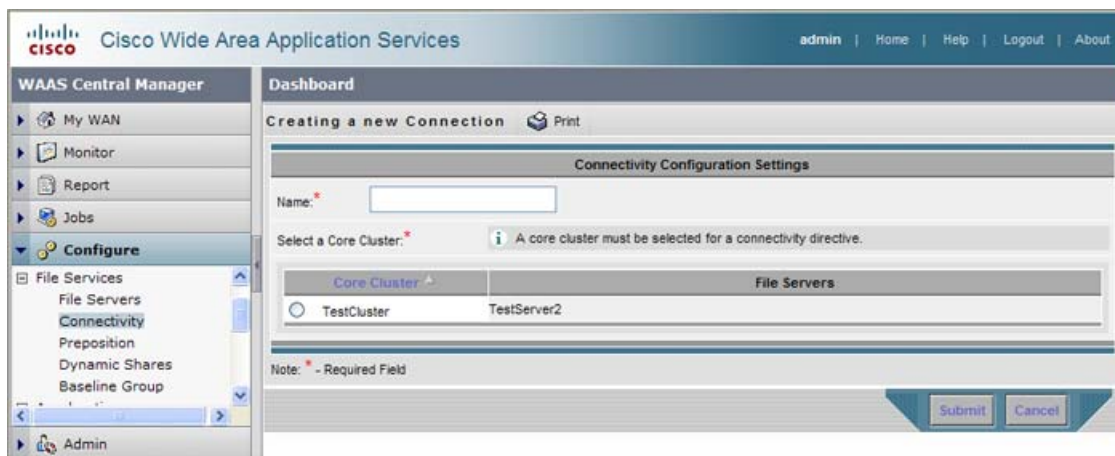 CISCO
Cisco Wide Area Application Services
admin | Home | Help | Logout | About
WAAS Central Manager
My WAN
Monitor
Report
Jobs
Configure
File Services
File Servers
Connectivity
Preposition
Dynamic Shares
Baseline Group
Admin
Dashboard
Creating a new Connection Print
Connectivity Configuration Settings
Name:*
Select a Core Cluster:* i A core cluster must be selected for a connectivity directive.
Core Cluster File Servers
TestCluster TestServer2
Note: * - Required Field
Submit Cancel